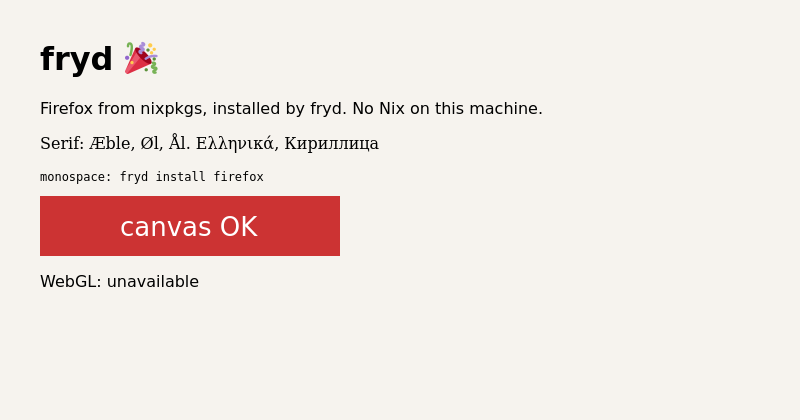 fryd 🎉
Firefox from nixpkgs, installed by fryd. No Nix on this machine.
Serif: Æble, Øl, Ål. Ελληνικά, Кириллица
monospace: fryd install firefox
canvas OK
WebGL: unavailable